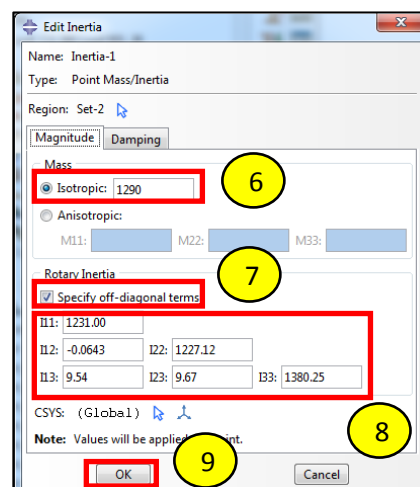 Edit Inertia
Name: Inertia-1
Type: Point Mass/Inertia
Region: Set-2
Magnitude Damping
Mass
Isotropic: 1290
6
Anisotropic:
M11: M22: M33:
Rotary Inertia
7
Specify off-diagonal terms
I11: 1231.00
I12: -0.0643 I22: 1227.12
I13: 9.54 I23: 9.67 I33: 1380.25
CSYS: (Global)
8
Note: Values will be applied
OK
9
Cancel